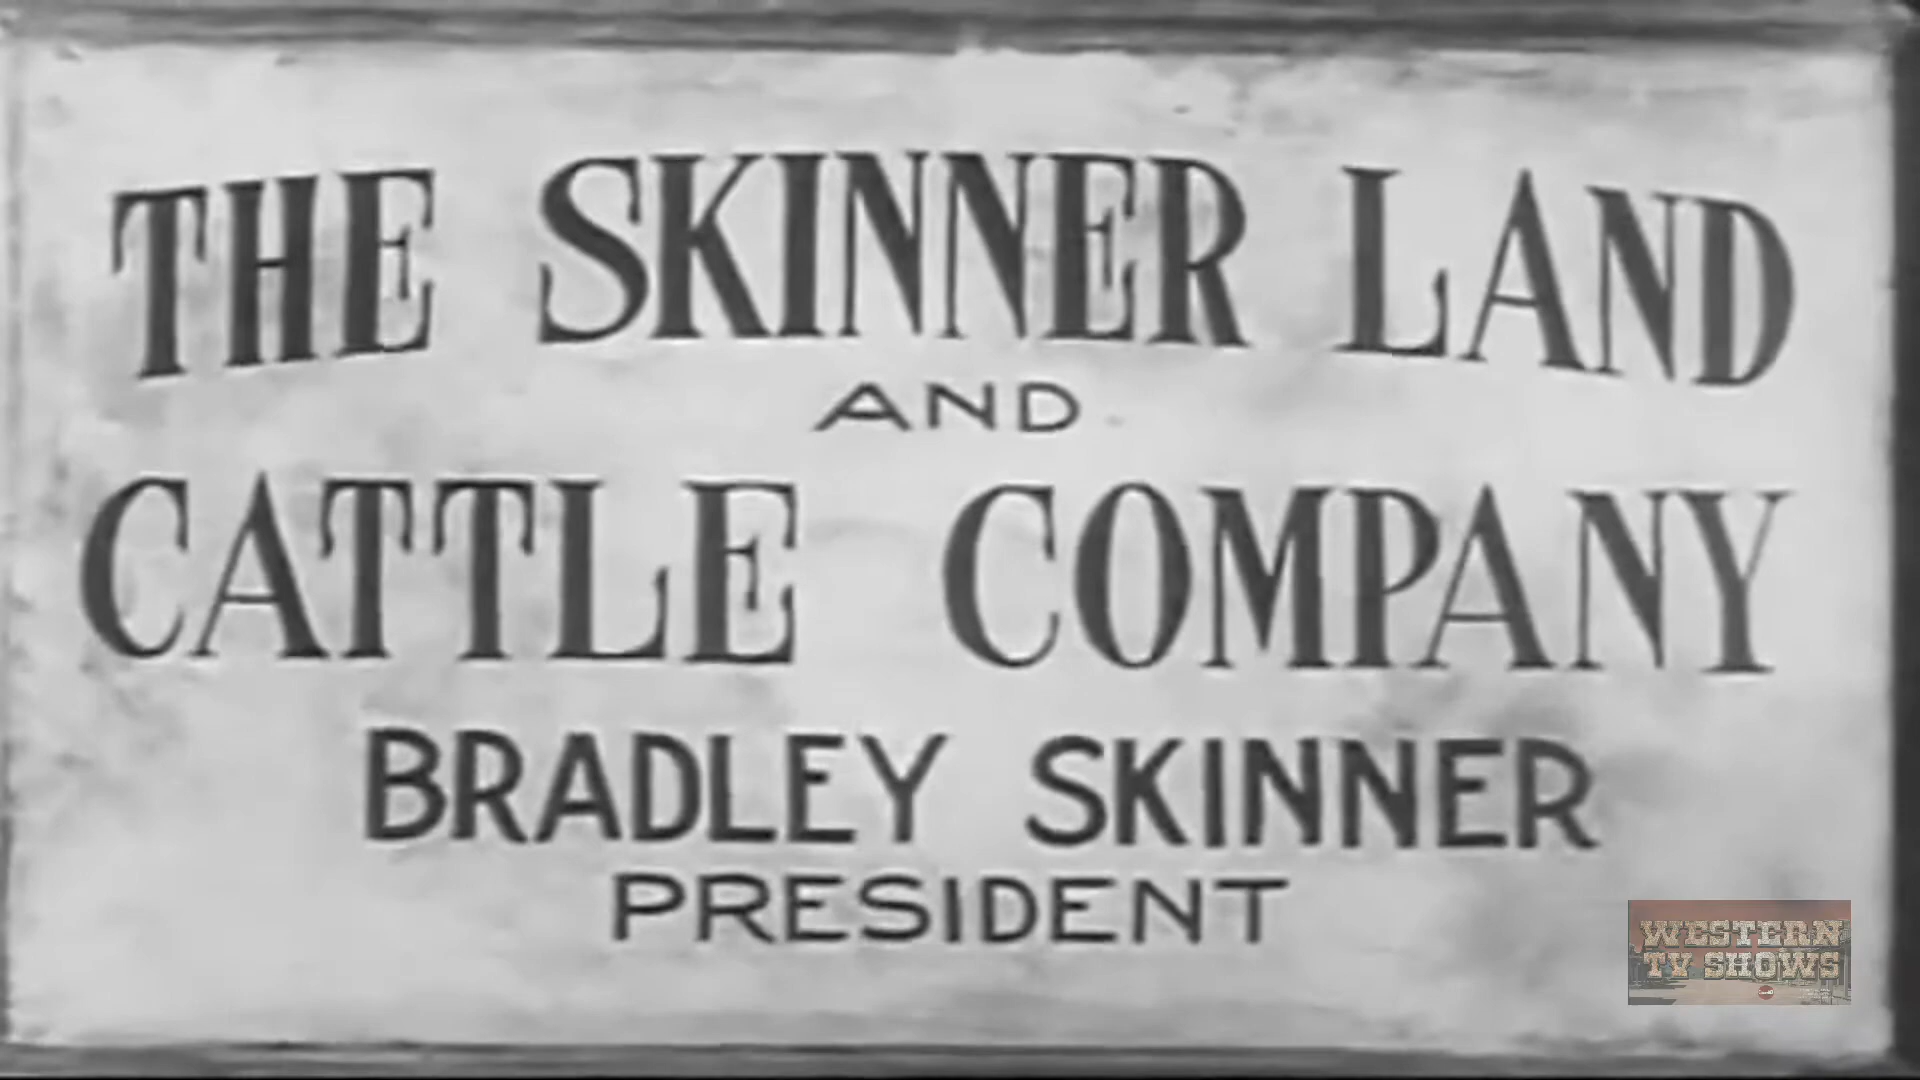 THE SKINNER LAND
AND
CATTLE COMPANY
BRADLEY SKINNER
PRESIDENT
WESTERN
TV SHOWS